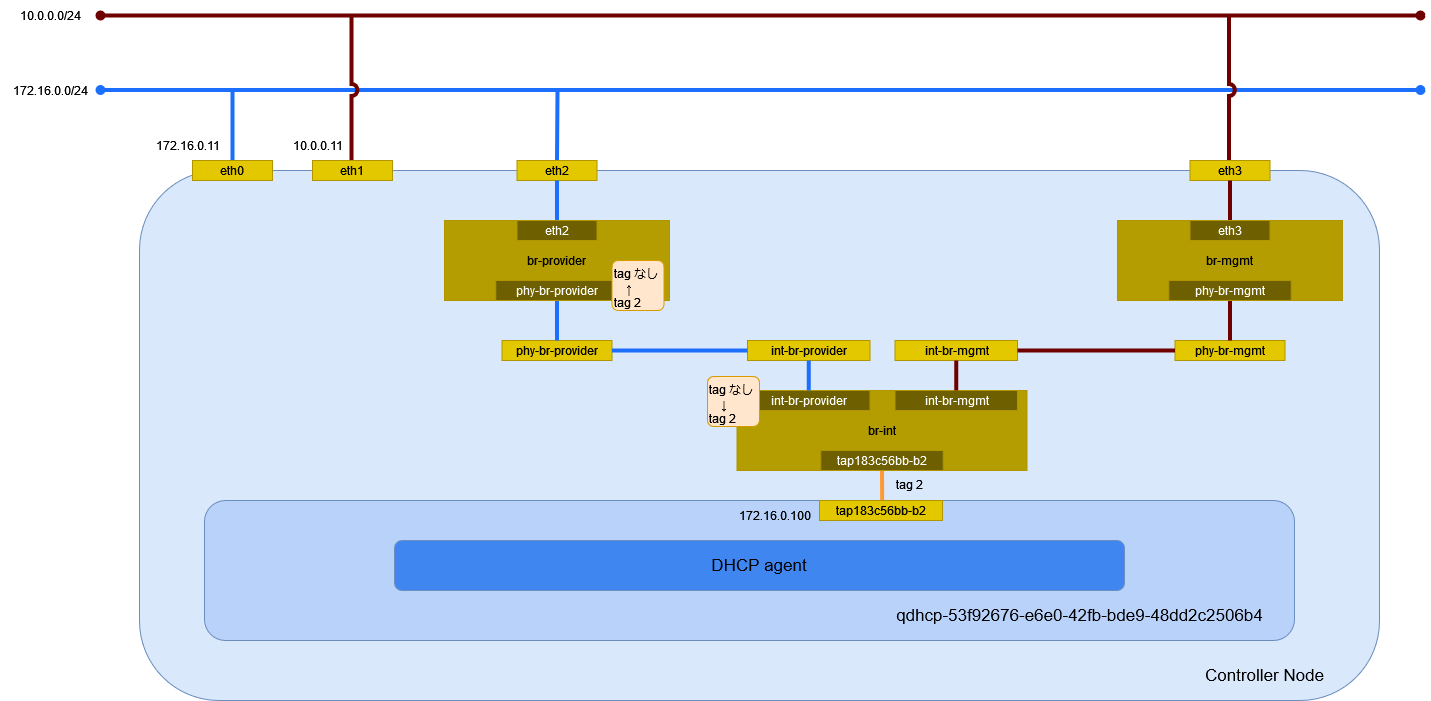 10.0.0.0/24
172.16.0.0/24
172.16.0.11
10.0.0.11
eth0
eth1
eth2
eth3
eth2
eth3
br-provider
br-mgmt
tag なし
↑
tag 2
phy-br-provider
phy-br-mgmt
phy-br-provider
int-br-provider
int-br-mgmt
phy-br-mgmt
tag なし
↓
tag 2
int-br-provider
int-br-mgmt
br-int
tap183c56bb-b2
tag 2
172.16.0.100
tap183c56bb-b2
DHCP agent
qdhcp-53f92676-e6e0-42fb-bde9-48dd2c2506b4
Controller Node